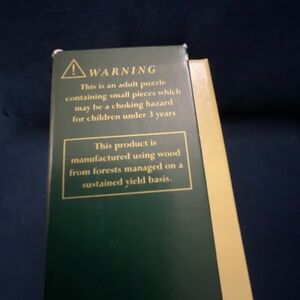 WARNING
This is an adult puzzle
containing small pieces which
may be a choking hazard
for children under 3 years
This product is
manufactured using wood
from forests managed on a
sustained yield basis.